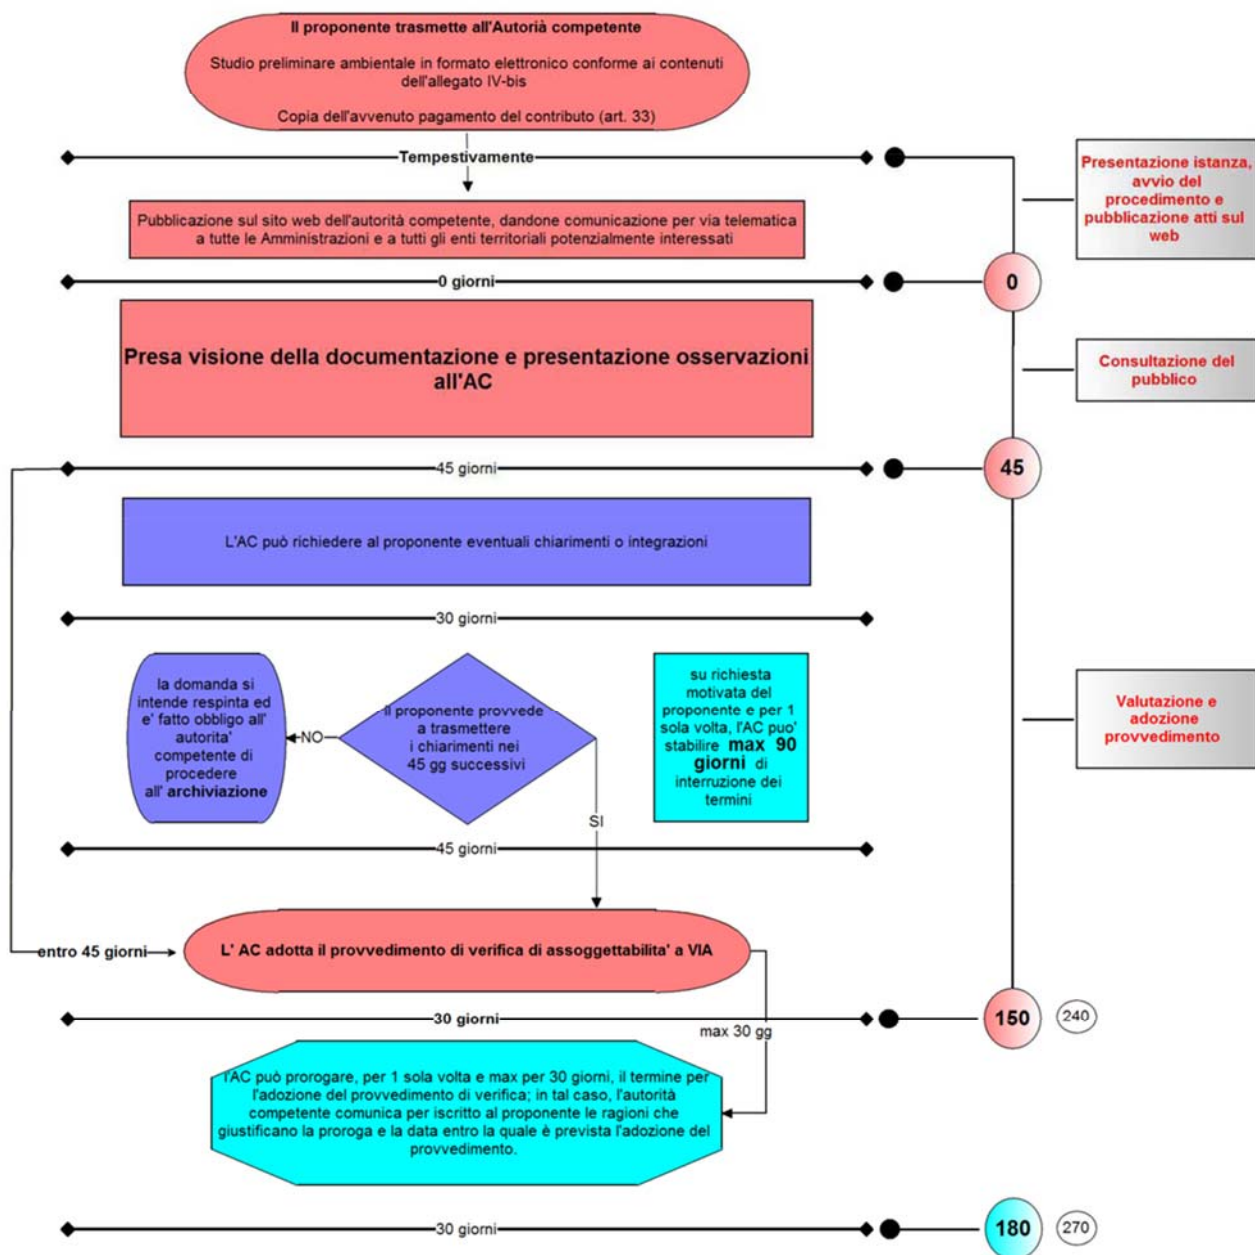 Il proponente trasmette all'Autorià competente
Studio preliminare ambientale in formato elettronico conforme ai contenuti
dell'allegato IV-bis
Copia dell'avvenuto pagamento del contributo (art. 33)
Tempestivamente
Presentazione istanza,
avvio del
procedimento e
pubblicazione atti sul
web
Pubblicazione sul sito web dell'autorità competente, dandone comunicazione per via telematica
a tutte le Amministrazioni e a tutti gli enti territoriali potenzialmente interessati
0 giorni
0
Presa visione della documentazione e presentazione osservazioni
all'AC
Consultazione del
pubblico
45 giorni
45
L'AC può richiedere al proponente eventuali chiarimenti o integrazioni
30 giorni
la domanda si
intende respinta ed
e' fatto obbligo all'
autorita'
competente di
procedere
all' archiviazione
NO
Il proponente provvede
a trasmettere
i chiarimenti nei
45 gg successivi
SI
su richiesta
motivata del
proponente e per 1
sola volta, l'AC puo'
stabilire max 90
giorni di
interruzione dei
termini
Valutazione e
adozione
provvedimento
45 giorni
entro 45 giorni
L' AC adotta il provvedimento di verifica di assoggettabilita' a VIA
30 giorni
max 30 gg
150
240
l'AC può prorogare, per 1 sola volta e max per 30 giorni, il termine per
l'adozione del provvedimento di verifica; in tal caso, l'autorità
competente comunica per iscritto al proponente le ragioni che
giustificano la proroga e la data entro la quale è prevista l'adozione del
provvedimento.
30 giorni
180
270